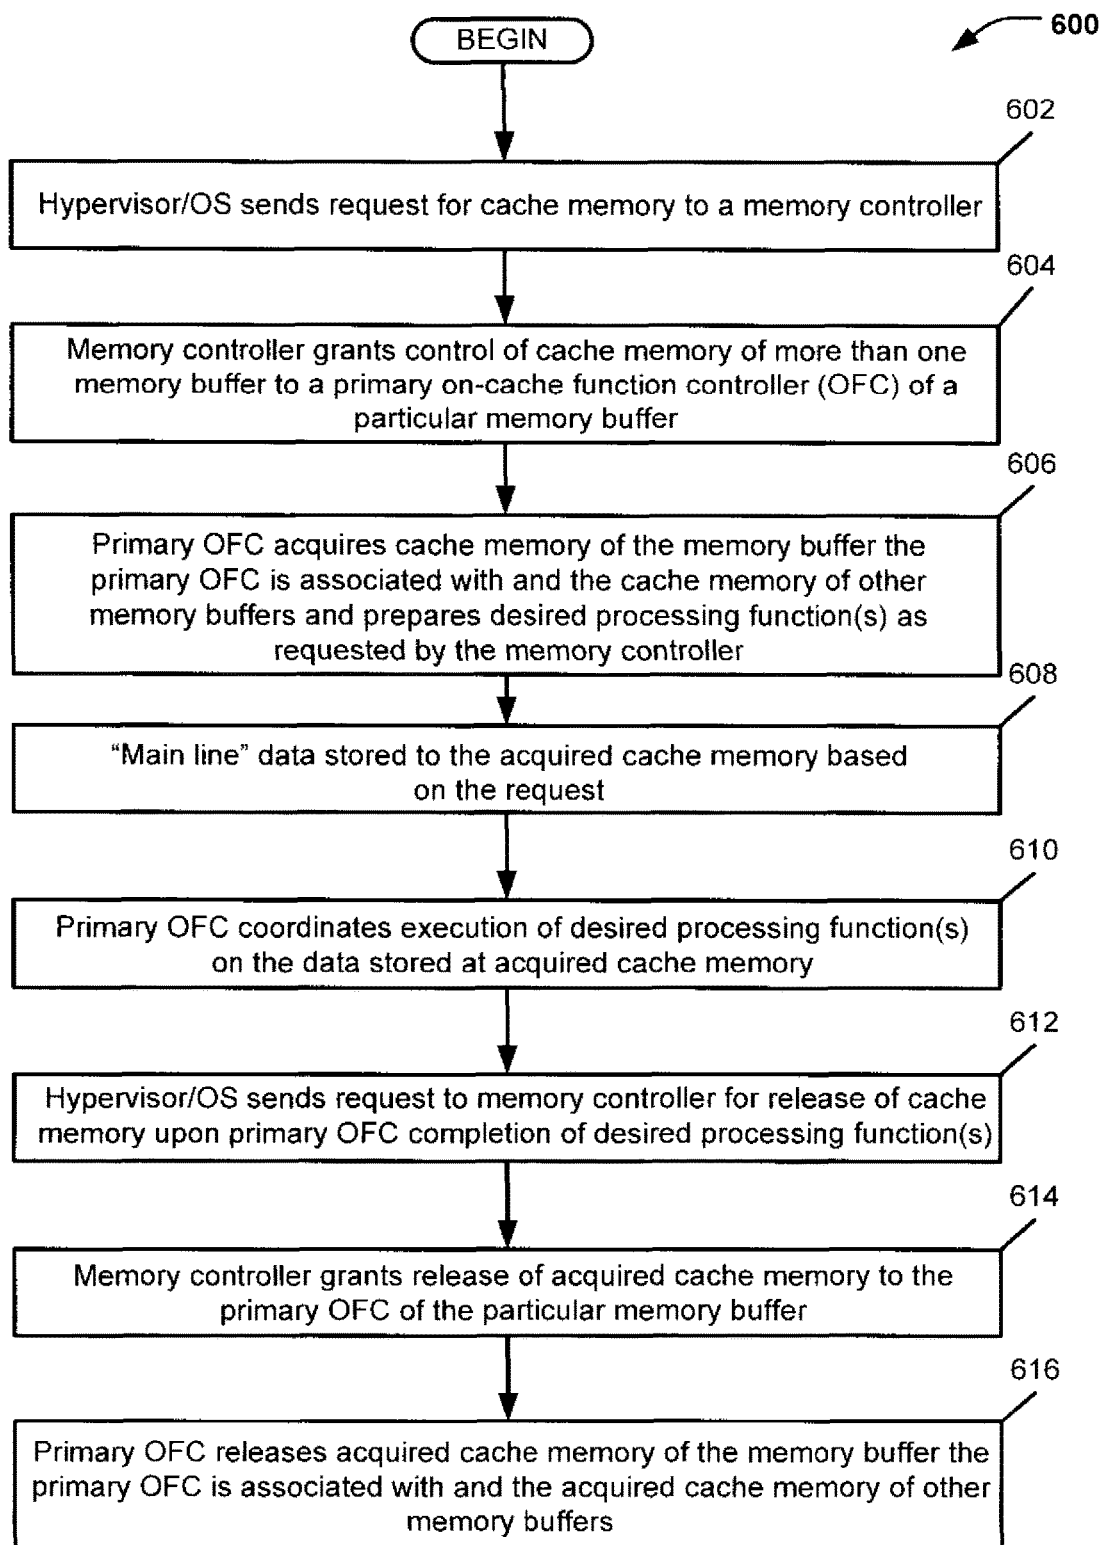 BEGIN
600
602
Hypervisor/OS sends request for cache memory to a memory controller
604
Memory controller grants control of cache memory of more than one
memory buffer to a primary on-cache function controller (OFC) of a
particular memory buffer
606
Primary OFC acquires cache memory of the memory buffer the
primary OFC is associated with and the cache memory of other
memory buffers and prepares desired processing function(s) as
requested by the memory controller
608
“Main line” data stored to the acquired cache memory based
on the request
610
Primary OFC coordinates execution of desired processing function(s)
on the data stored at acquired cache memory
612
Hypervisor/OS sends request to memory controller for release of cache
memory upon primary OFC completion of desired processing function(s)
614
Memory controller grants release of acquired cache memory to the
primary OFC of the particular memory buffer
616
Primary OFC releases acquired cache memory of the memory buffer the
primary OFC is associated with and the acquired cache memory of other
memory buffers